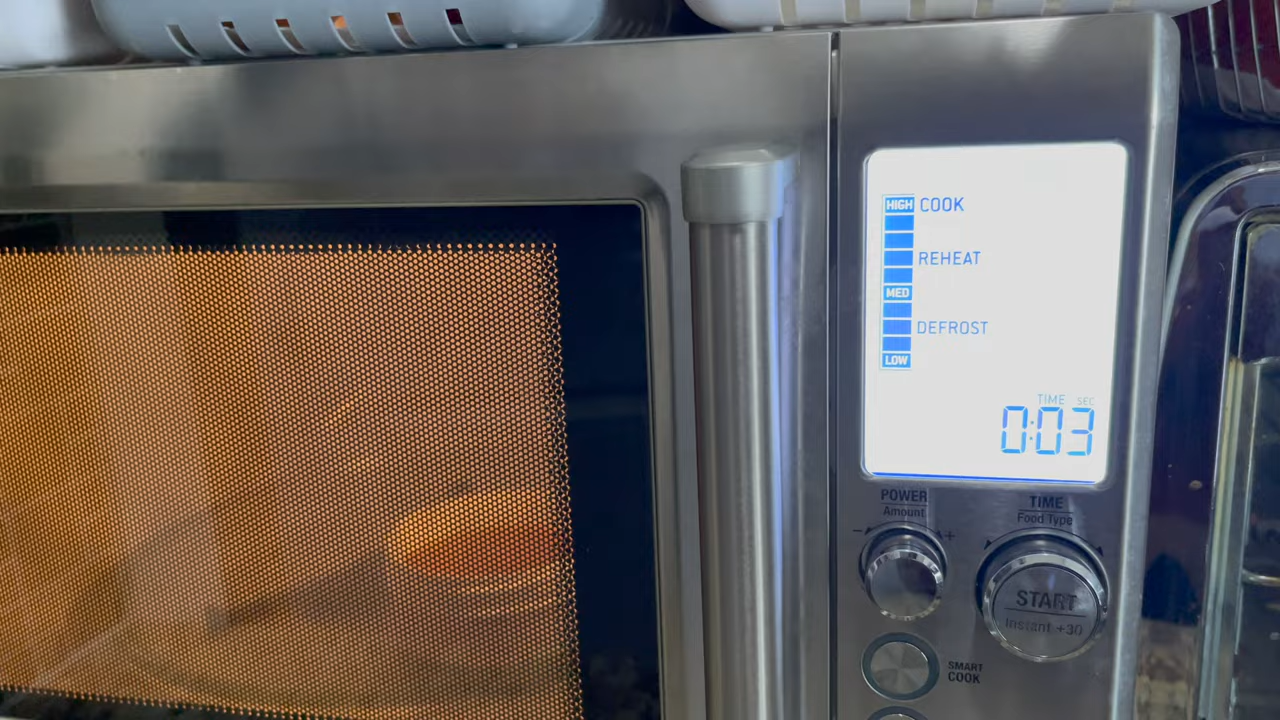 HIGH COOK
REHEAT
MED
DEFROST
LOW
TIME SEC
0:03
POWER
Amount
TIME
Food Type
- +
START
Instant +30
SMART
COOK